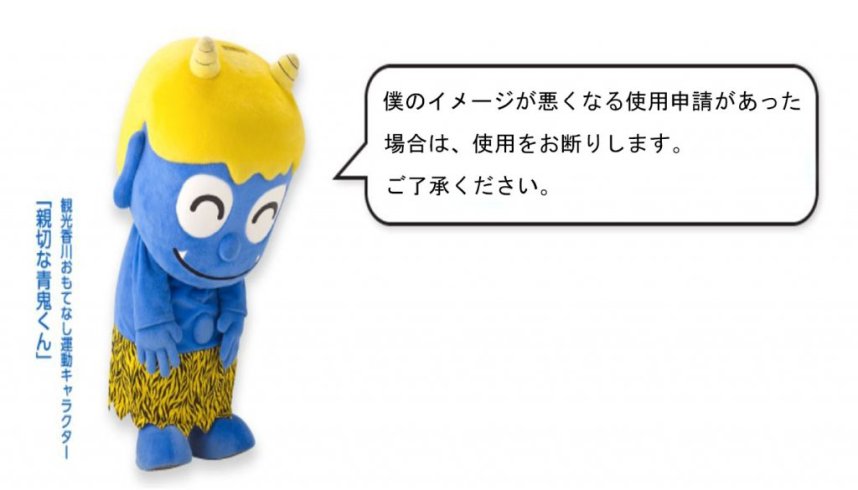 僕のイメージが悪くなる使用申請があった
場合は、使用をお断りします。
ご了承ください。
観光香川おもてなし運動キャラクター
「親切な青鬼くん」